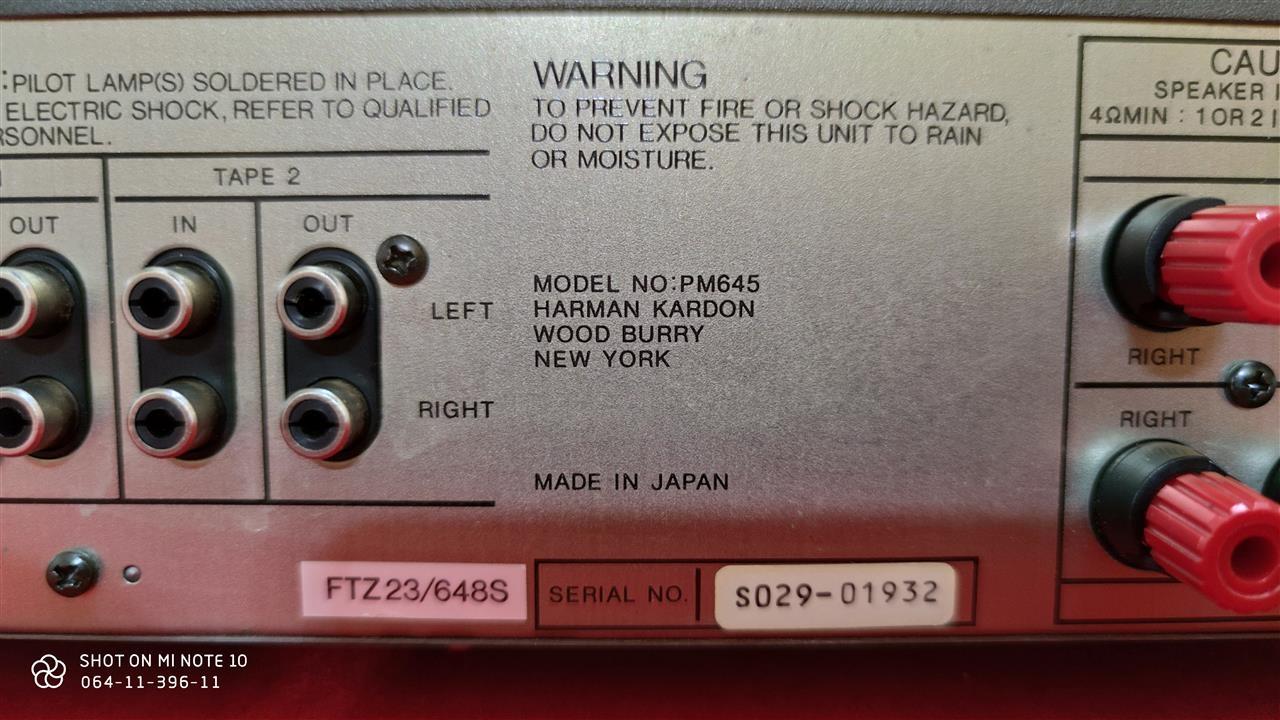 : PILOT LAMP(S) SOLDERED IN PLACE.
ELECTRIC SHOCK, REFER TO QUALIFIED
RSONNEL.
TAPE 2
OUT
IN
OUT
LEFT
RIGHT
WARNING
TO PREVENT FIRE OR SHOCK HAZARD,
DO NOT EXPOSE THIS UNIT TO RAIN
OR MOISTURE.
MODEL NO:PM645
HARMAN KARDON
WOOD BURRY
NEW YORK
MADE IN JAPAN
CAU
SPEAKER I
4ΩMIN : 1 OR 2 I
RIGHT
RIGHT
FTZ23/648S
SERIAL NO.
S029-01932
SHOT ON MI NOTE 10
064-11-396-11